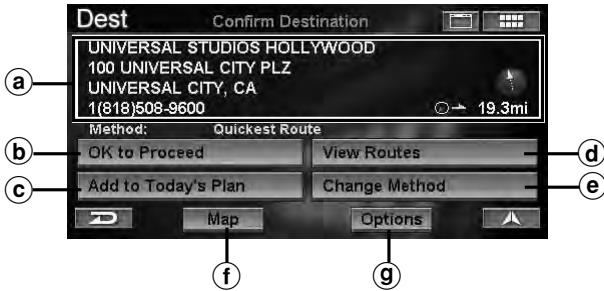 Dest Confirm Destination
UNIVERSAL STUDIOS HOLLYWOOD
100 UNIVERSAL CITY PLZ
UNIVERSAL CITY, CA
1(818)508-9600 19.3mi
Method: Quickest Route
OK to Proceed View Routes
Add to Today's Plan Change Method
Map Options
a
b
c
d
e
f
g